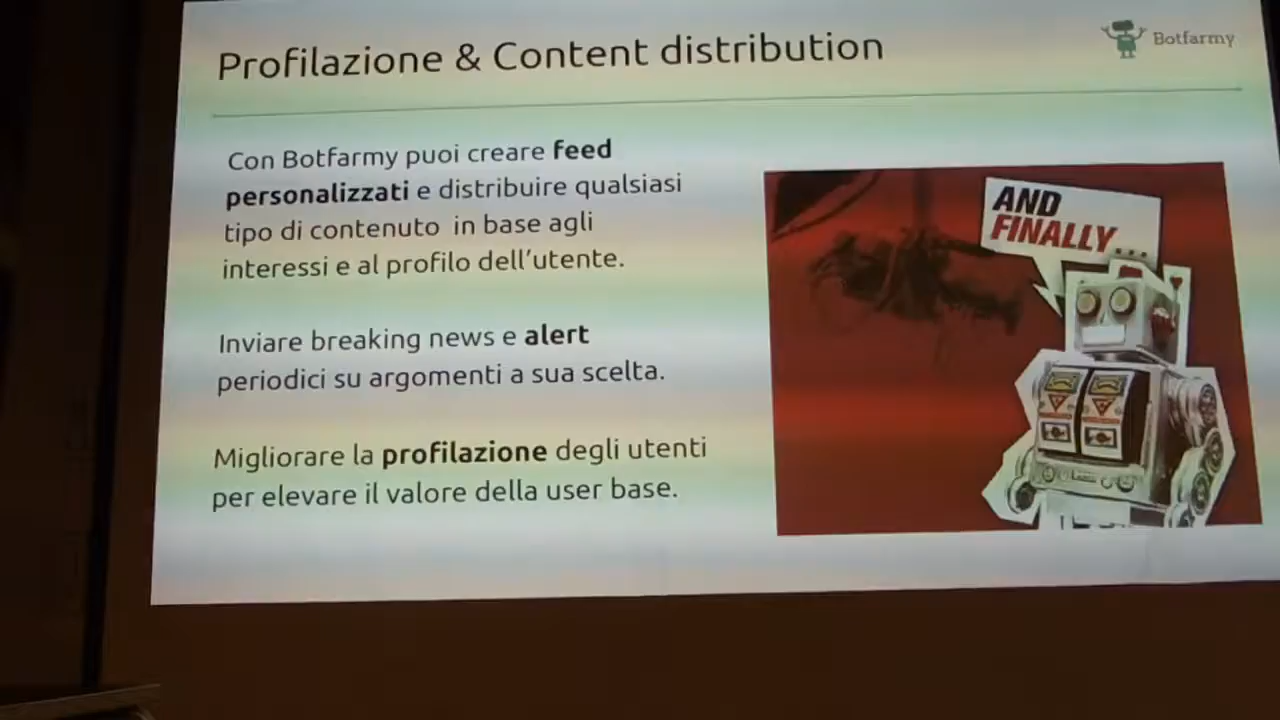 Profilazione & Content distribution
Botfarmy
Con Botfarmy puoi creare feed
personalizzati e distribuire qualsiasi
tipo di contenuto in base agli
interessi e al profilo dell'utente.
Inviare breaking news e alert
periodici su argomenti a sua scelta.
Migliorare la profilazione degli utenti
per elevare il valore della user base.
AND
FINALLY...